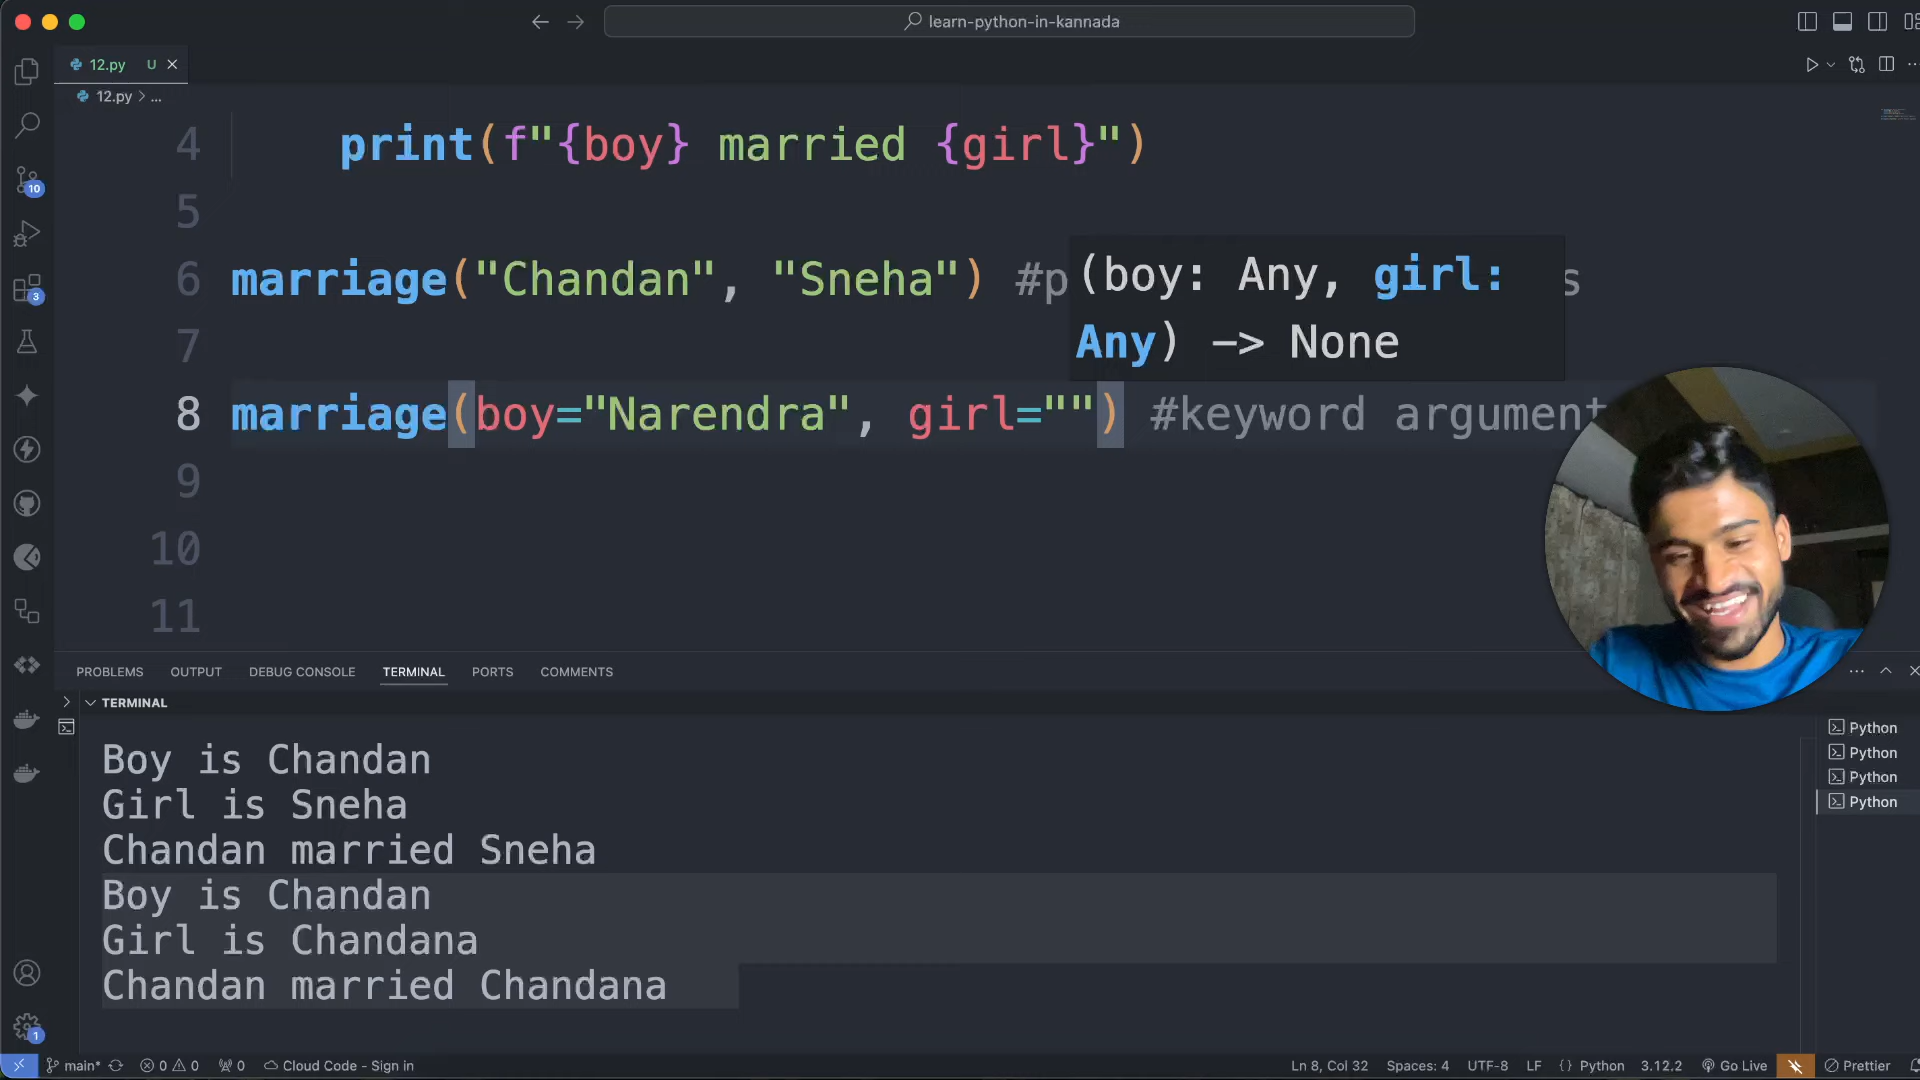 learn-python-in-kannada
12.py U
12.py > ...
4 print(f"{boy} married {girl}")
5
6 marriage("Chandan", "Sneha") #p
(boy: Any, girl:
Any) -> None
s
7
8 marriage(boy="Narendra", girl="") #keyword argument
9
10
11
10
3
1
PROBLEMS OUTPUT DEBUG CONSOLE TERMINAL PORTS COMMENTS
TERMINAL
Boy is Chandan
Girl is Sneha
Chandan married Sneha
Boy is Chandan
Girl is Chandana
Chandan married Chandana
Python
Python
Python
Python
main* 0 0 0 Cloud Code - Sign in Ln 8, Col 32 Spaces: 4 UTF-8 LF {} Python 3.12.2 Go Live Prettier